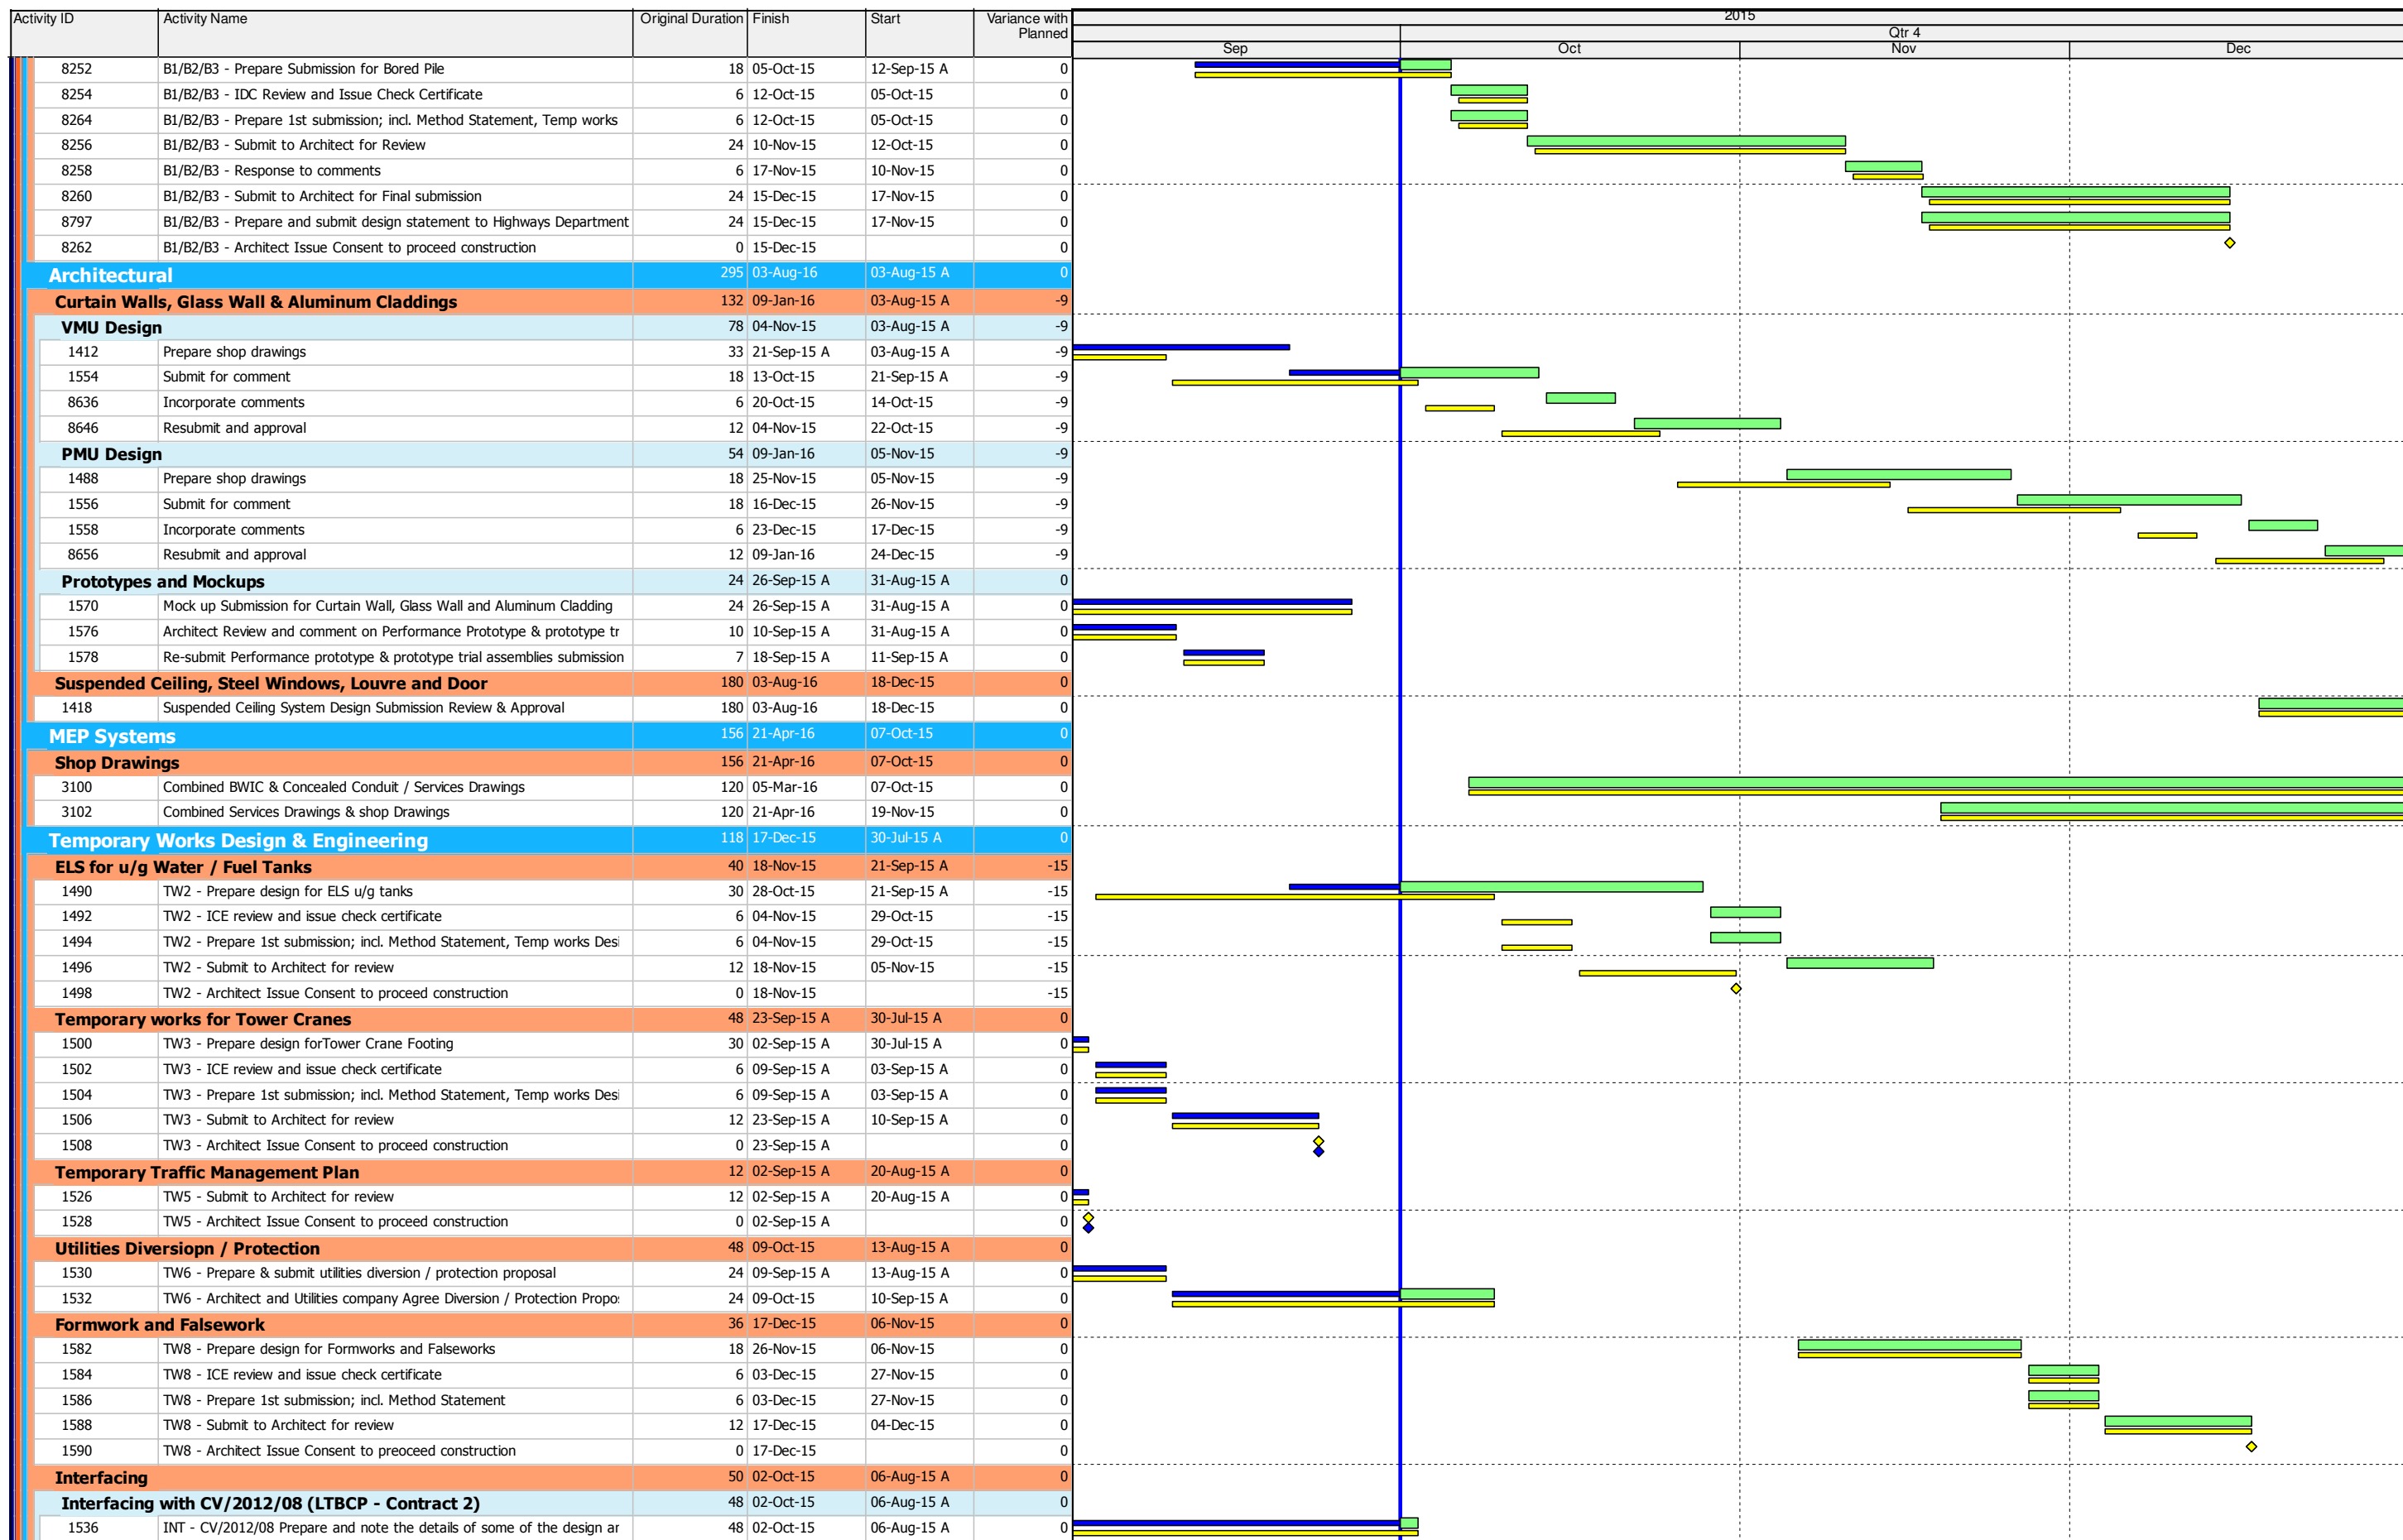 Activity ID Activity Name Original Duration Finish Start Variance with Planned 2015
Qtr 4
Sep Oct Nov Dec
8252 B1/B2/B3 - Prepare Submission for Bored Pile 18 05-Oct-15 12-Sep-15 A 0
8254 B1/B2/B3 - IDC Review and Issue Check Certificate 6 12-Oct-15 05-Oct-15 0
8264 B1/B2/B3 - Prepare 1st submission; incl. Method Statement, Temp works 6 12-Oct-15 05-Oct-15 0
8256 B1/B2/B3 - Submit to Architect for Review 24 10-Nov-15 12-Oct-15 0
8258 B1/B2/B3 - Response to comments 6 17-Nov-15 10-Nov-15 0
8260 B1/B2/B3 - Submit to Architect for Final submission 24 15-Dec-15 17-Nov-15 0
8797 B1/B2/B3 - Prepare and submit design statement to Highways Department 24 15-Dec-15 17-Nov-15 0
8262 B1/B2/B3 - Architect Issue Consent to proceed construction 0 15-Dec-15 0
Architectural 295 03-Aug-16 03-Aug-15 A 0
Curtain Walls, Glass Wall & Aluminum Claddings 132 09-Jan-16 03-Aug-15 A -9
VMU Design 78 04-Nov-15 03-Aug-15 A -9
1412 Prepare shop drawings 33 21-Sep-15 A 03-Aug-15 A -9
1554 Submit for comment 18 13-Oct-15 21-Sep-15 A -9
8636 Incorporate comments 6 20-Oct-15 14-Oct-15 -9
8646 Resubmit and approval 12 04-Nov-15 22-Oct-15 -9
PMU Design 54 09-Jan-16 05-Nov-15 -9
1488 Prepare shop drawings 18 25-Nov-15 05-Nov-15 -9
1556 Submit for comment 18 16-Dec-15 26-Nov-15 -9
1558 Incorporate comments 6 23-Dec-15 17-Dec-15 -9
8656 Resubmit and approval 12 09-Jan-16 24-Dec-15 -9
Prototypes and Mockups 24 26-Sep-15 A 31-Aug-15 A 0
1570 Mock up Submission for Curtain Wall, Glass Wall and Aluminum Cladding 24 26-Sep-15 A 31-Aug-15 A 0
1576 Architect Review and comment on Performance Prototype & prototype tr 10 10-Sep-15 A 31-Aug-15 A 0
1578 Re-submit Performance prototype & prototype trial assemblies submission 7 18-Sep-15 A 11-Sep-15 A 0
Suspended Ceiling, Steel Windows, Louvre and Door 180 03-Aug-16 18-Dec-15 0
1418 Suspended Ceiling System Design Submission Review & Approval 180 03-Aug-16 18-Dec-15 0
MEP Systems 156 21-Apr-16 07-Oct-15 0
Shop Drawings 156 21-Apr-16 07-Oct-15 0
3100 Combined BWIC & Concealed Conduit / Services Drawings 120 05-Mar-16 07-Oct-15 0
3102 Combined Services Drawings & shop Drawings 120 21-Apr-16 19-Nov-15 0
Temporary Works Design & Engineering 118 17-Dec-15 30-Jul-15 A 0
ELS for u/g Water / Fuel Tanks 40 18-Nov-15 21-Sep-15 A -15
1490 TW2 - Prepare design for ELS u/g tanks 30 28-Oct-15 21-Sep-15 A -15
1492 TW2 - ICE review and issue check certificate 6 04-Nov-15 29-Oct-15 -15
1494 TW2 - Prepare 1st submission; incl. Method Statement, Temp works Desi 6 04-Nov-15 29-Oct-15 -15
1496 TW2 - Submit to Architect for review 12 18-Nov-15 05-Nov-15 -15
1498 TW2 - Architect Issue Consent to proceed construction 0 18-Nov-15 -15
Temporary works for Tower Cranes 48 23-Sep-15 A 30-Jul-15 A 0
1500 TW3 - Prepare design forTower Crane Footing 30 02-Sep-15 A 30-Jul-15 A 0
1502 TW3 - ICE review and issue check certificate 6 09-Sep-15 A 03-Sep-15 A 0
1504 TW3 - Prepare 1st submission; incl. Method Statement, Temp works Desi 6 09-Sep-15 A 03-Sep-15 A 0
1506 TW3 - Submit to Architect for review 12 23-Sep-15 A 10-Sep-15 A 0
1508 TW3 - Architect Issue Consent to proceed construction 0 23-Sep-15 A 0
Temporary Traffic Management Plan 12 02-Sep-15 A 20-Aug-15 A 0
1526 TW5 - Submit to Architect for review 12 02-Sep-15 A 20-Aug-15 A 0
1528 TW5 - Architect Issue Consent to proceed construction 0 02-Sep-15 A 0
Utilities Diversiopn / Protection 48 09-Oct-15 13-Aug-15 A 0
1530 TW6 - Prepare & submit utilities diversion / protection proposal 24 09-Sep-15 A 13-Aug-15 A 0
1532 TW6 - Architect and Utilities company Agree Diversion / Protection Propo 24 09-Oct-15 10-Sep-15 A 0
Formwork and Falsework 36 17-Dec-15 06-Nov-15 0
1582 TW8 - Prepare design for Formworks and Falseworks 18 26-Nov-15 06-Nov-15 0
1584 TW8 - ICE review and issue check certificate 6 03-Dec-15 27-Nov-15 0
1586 TW8 - Prepare 1st submission; incl. Method Statement 6 03-Dec-15 27-Nov-15 0
1588 TW8 - Submit to Architect for review 12 17-Dec-15 04-Dec-15 0
1590 TW8 - Architect Issue Consent to preoceed construction 0 17-Dec-15 0
Interfacing 50 02-Oct-15 06-Aug-15 A 0
Interfacing with CV/2012/08 (LTBCP - Contract 2) 48 02-Oct-15 06-Aug-15 A 0
1536 INT - CV/2012/08 Prepare and note the details of some of the design ar 48 02-Oct-15 06-Aug-15 A 0